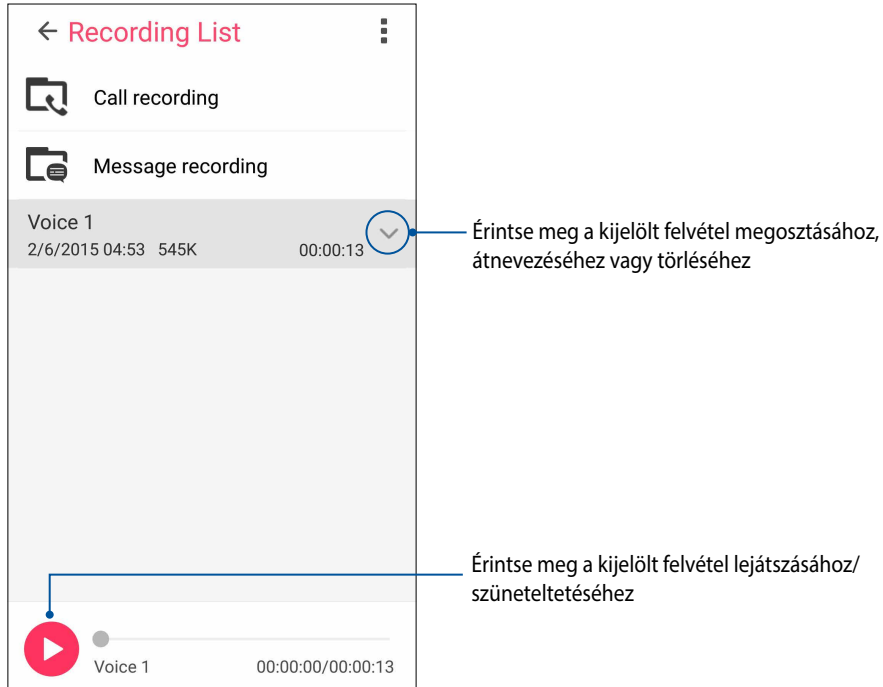 Recording List
Call recording
Message recording
Voice 1
2/6/2015 04:53 545K 00:00:13
Érintse meg a kijelölt felvétel megosztásához,
átnevezéséhez vagy törléséhez
Érintse meg a kijelölt felvétel lejátszásához/
szüneteltetéséhez
Voice 1 00:00:00/00:00:13